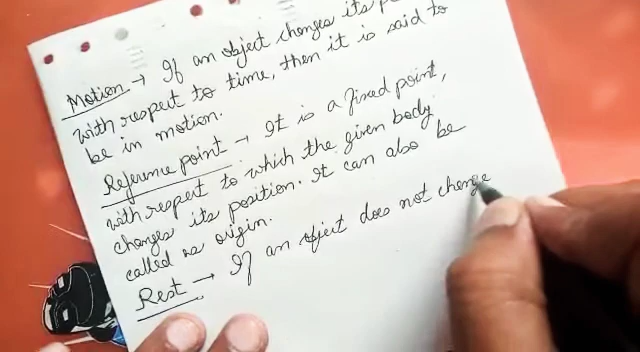 Motion → If an object changes its
with respect to time, then it is said to
be in motion.
Reference point → It is a fixed point,
with respect to which the given body
changes its position. It can also be
called as origin.
Rest → If an object does not change